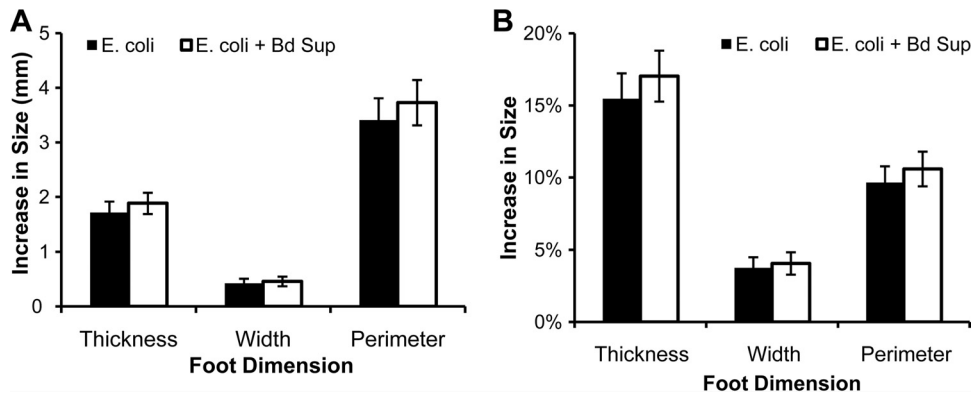 A
E. coli
E. coli + Bd Sup
5
4
3
2
1
0
Increase in Size (mm)
Thickness
Width
Perimeter
Foot Dimension
B
E. coli
E. coli + Bd Sup
20%
15%
10%
5%
0%
Increase in Size
Thickness
Width
Perimeter
Foot Dimension